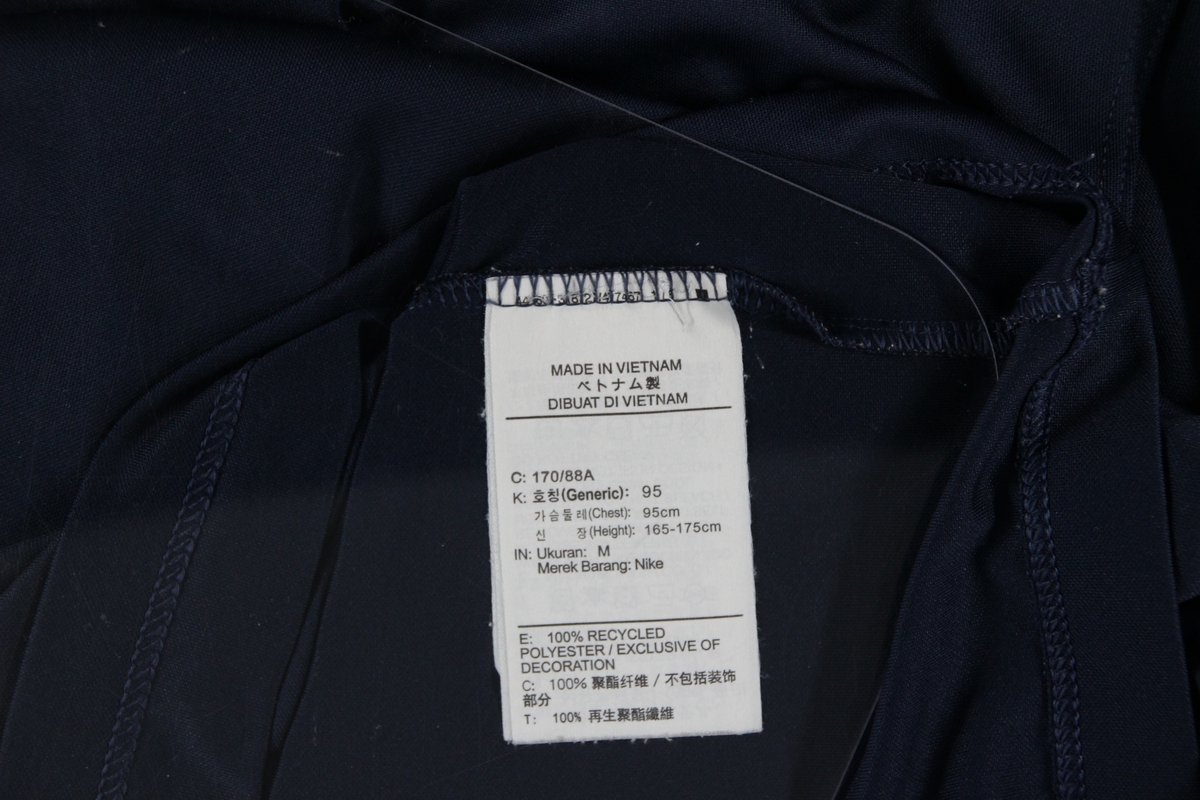 MADE IN VIETNAM
ベトナム製
DIBUAT DI VIETNAM
C: 170/88A
K: 호칭(Generic): 95
가슴둘레(Chest): 95cm
신 장(Height): 165-175cm
IN: Ukuran: M
Merek Barang: Nike
E: 100% RECYCLED
POLYESTER / EXCLUSIVE OF
DECORATION
C: 100% 聚酯纤维 / 不包括装饰
部分
T: 100% 再生聚酯纖維